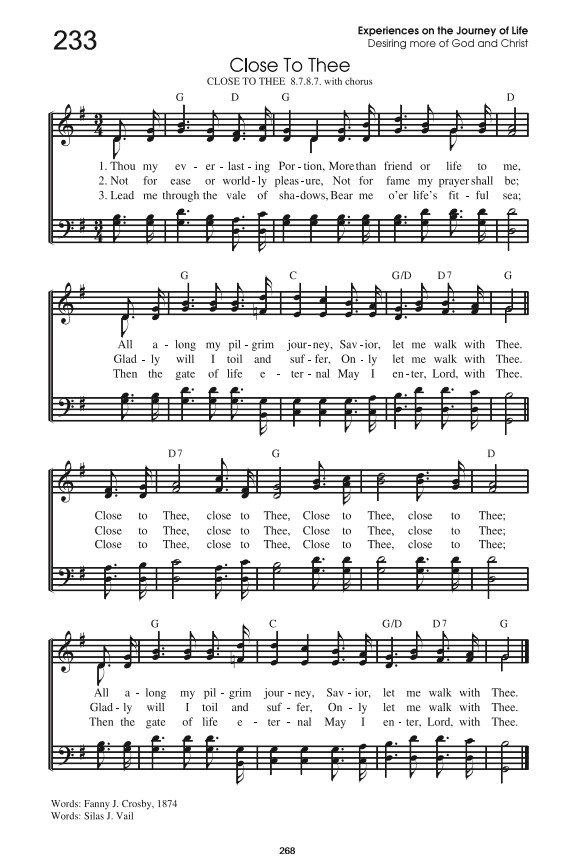 233
Experiences on the Journey of Life
Desiring more of God and Christ
Close To Thee
CLOSE TO THEE 8.7.8.7. with chorus
G D G D
1. Thou my ev - er - last - ing Por - tion, More than friend or life to me,
2. Not for ease or world - ly pleas - ure, Not for fame my prayer shall be;
3. Lead me through the vale of sha - dows, Bear me o'er life's fit - ful sea;
G C G/D D7 G
All a - long my pil - grim jour - ney, Sav - ior, let me walk with Thee.
Glad - ly will I toil and suf - fer, On - ly let me walk with Thee.
Then the gate of life e - ter - nal May I en - ter, Lord, with Thee.
D7 G D
Close to Thee, close to Thee, Close to Thee, close to Thee;
Close to Thee, close to Thee, Close to Thee, close to Thee;
Close to Thee, close to Thee, Close to Thee, close to Thee;
G C G/D D7 G
All a - long my pil - grim jour - ney, Sav - ior, let me walk with Thee.
Glad - ly will I toil and suf - fer, On - ly let me walk with Thee.
Then the gate of life e - ter - nal May I en - ter, Lord, with Thee.
Words: Fanny J. Crosby, 1874
Words: Silas J. Vail
268